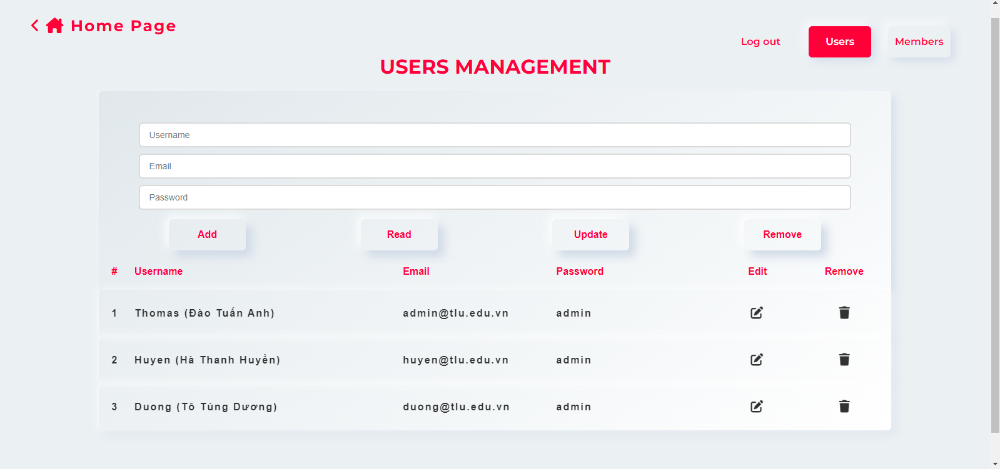 Home Page
Log out Users Members
USERS MANAGEMENT
Username
Email
Password
Add Read Update Remove
# Username Email Password Edit Remove
1 Thomas (Đào Tuấn Anh) admin@tlu.edu.vn admin
2 Huyen (Hà Thanh Huyền) huyen@tlu.edu.vn admin
3 Duong (Tô Tùng Dương) duong@tlu.edu.vn admin